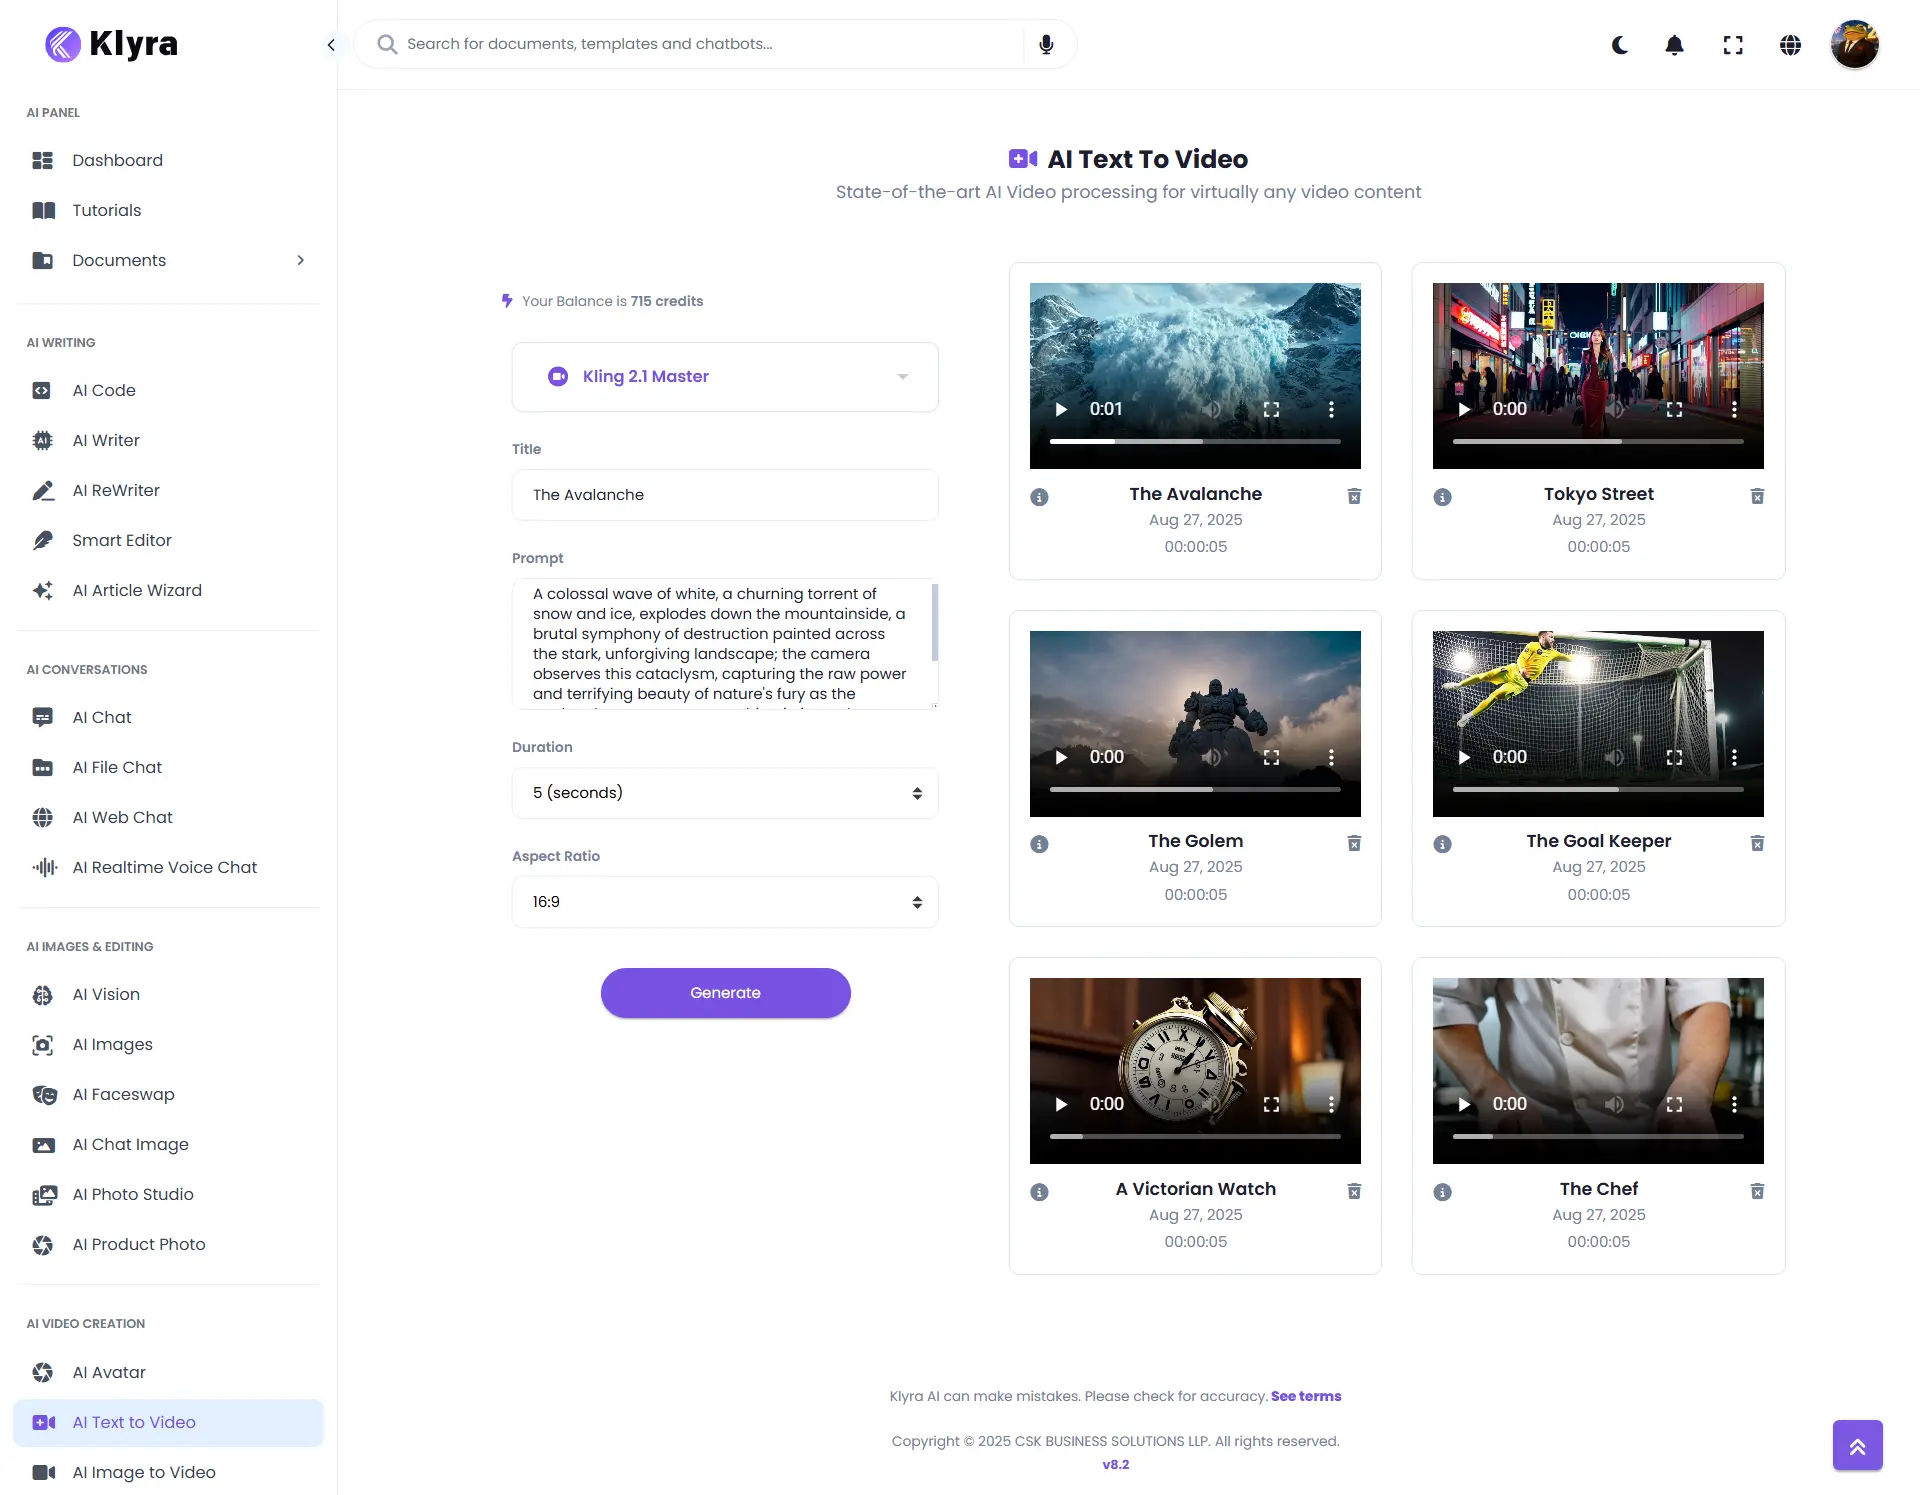 Klyra
Search for documents, templates and chatbots...
AI PANEL
Dashboard
Tutorials
Documents
AI WRITING
AI Code
AI Writer
AI ReWriter
Smart Editor
AI Article Wizard
AI CONVERSATIONS
AI Chat
AI File Chat
AI Web Chat
AI Realtime Voice Chat
AI IMAGES & EDITING
AI Vision
AI Images
AI Faceswap
AI Chat Image
AI Photo Studio
AI Product Photo
AI VIDEO CREATION
AI Avatar
AI Text to Video
AI Image to Video
AI Text To Video
State-of-the-art AI Video processing for virtually any video content
Your Balance is 715 credits
Kling 2.1 Master
Title
The Avalanche
Prompt
A colossal wave of white, a churning torrent of
snow and ice, explodes down the mountainside, a
brutal symphony of destruction painted across
the stark, unforgiving landscape; the camera
observes this cataclysm, capturing the raw power
and terrifying beauty of nature's fury as the
Duration
5 (seconds)
Aspect Ratio
16:9
Generate
0:01
The Avalanche
Aug 27, 2025
00:00:05
0:00
Tokyo Street
Aug 27, 2025
00:00:05
0:00
The Golem
Aug 27, 2025
00:00:05
0:00
The Goal Keeper
Aug 27, 2025
00:00:05
0:00
A Victorian Watch
Aug 27, 2025
00:00:05
0:00
The Chef
Aug 27, 2025
00:00:05
Klyra AI can make mistakes. Please check for accuracy. See terms
Copyright © 2025 CSK BUSINESS SOLUTIONS LLP. All rights reserved.
v8.2